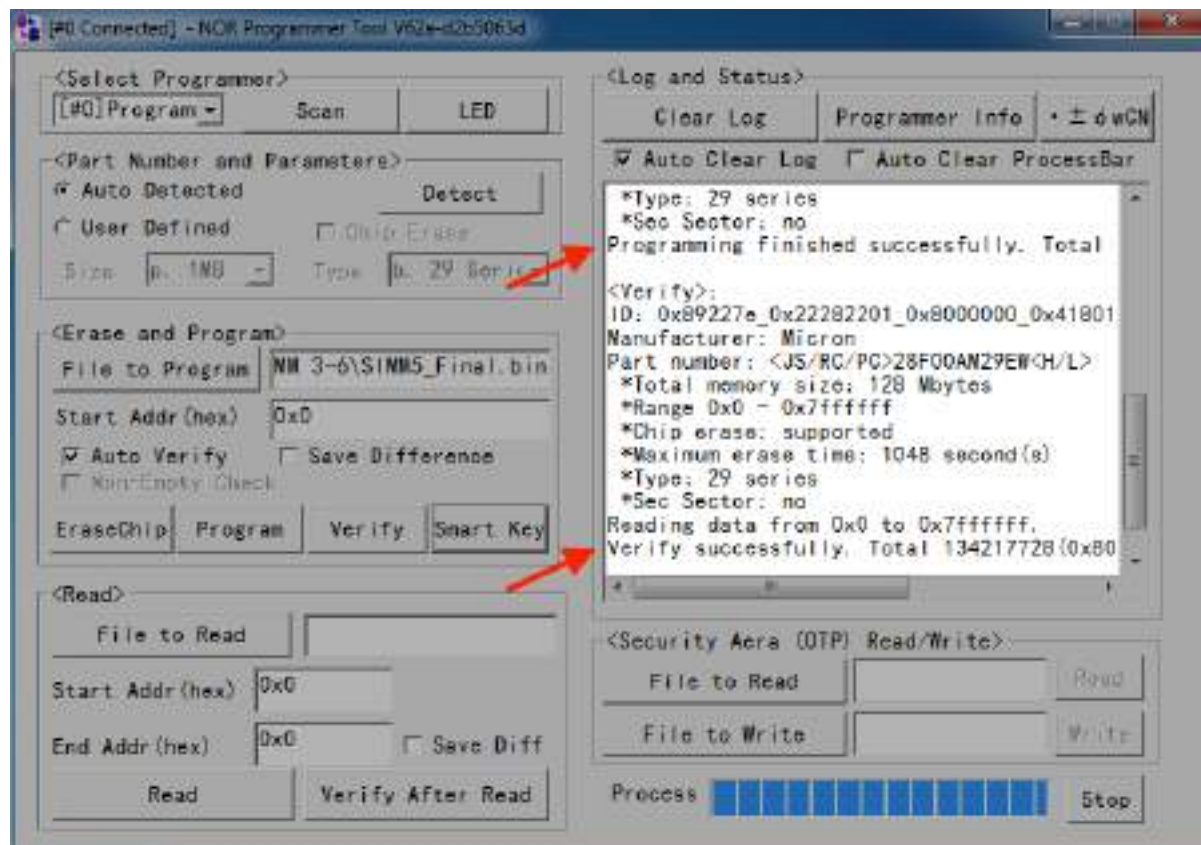 [#0 Connected] - NOR Programmer Tool V62e-d2b5063d
<Select Programmer>
[#0]Program
Scan
LED
<Part Number and Parameters>
Auto Detected
Detect
User Defined
Chip Erase
Size
p. 1MB
Type
b. 29 Series
<Erase and Program>
File to Program
MM 3-6\SIMM5_Final.bin
Start Addr(hex)
0x0
Auto Verify
Save Difference
Non-Empty Check
EraseChip
Program
Verify
Smart Key
<Read>
File to Read
Start Addr(hex)
0x0
End Addr(hex)
0x0
Save Diff
Read
Verify After Read
<Log and Status>
Clear Log
Programmer Info
·±ówCN
Auto Clear Log
Auto Clear ProcessBar
*Type: 29 series
*Sec Sector: no
Programming finished successfully. Total
<Verify>:
ID: 0x89227e_0x22282201_0x8000000_0x41801
Manufacturer: Micron
Part number: <JS/RC/PC>28F00AM29EW<H/L>
*Total memory size: 128 Mbytes
*Range 0x0 - 0x7ffffff
*Chip erase: supported
*Maximum erase time: 1048 second(s)
*Type: 29 series
*Sec Sector: no
Reading data from 0x0 to 0x7ffffff.
Verify successfully. Total 134217728(0x80
<Security Aera (OTP) Read/Write>
File to Read
Read
File to Write
Write
Process
Stop